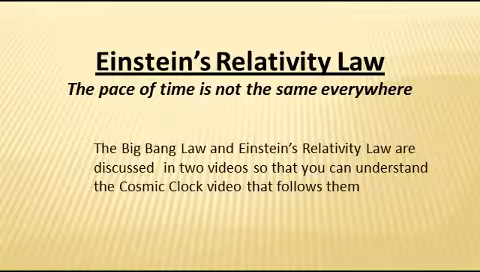 Einstein’s Relativity Law
The pace of time is not the same everywhere
The Big Bang Law and Einstein’s Relativity Law are
discussed in two videos so that you can understand
the Cosmic Clock video that follows them